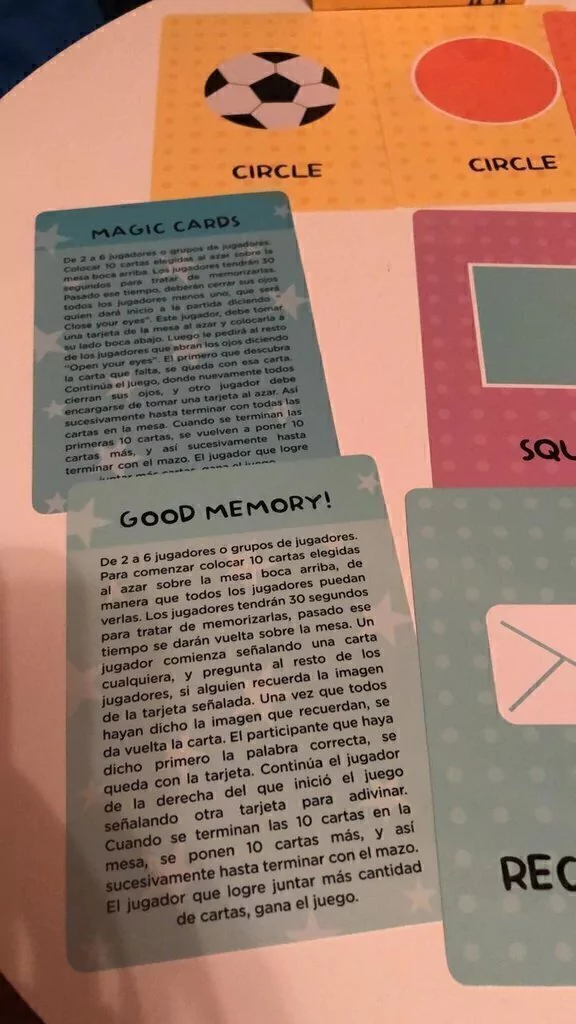 CIRCLE
CIRCLE
MAGIC CARDS
De 2 a 6 jugadores o grupos de jugadores.
Colocar 10 cartas elegidas al azar sobre la
mesa boca arriba. Los jugadores tendrán 30
segundos para tratar de memorizarlas.
Pasado ese tiempo, deberán cerrar sus ojos
todos los jugadores menos uno, que será
quien dará inicio a la partida diciendo "
Close your eyes". Este jugador, debe tomar
una tarjeta de la mesa al azar y colocarla a
su lado boca abajo. Luego le pedirá al resto
de los jugadores que abran los ojos diciendo
"Open your eyes". El primero que descubra
la carta que falta, se queda con esa carta.
Continúa el juego, donde nuevamente todos
cierran sus ojos, y otro jugador debe
encargarse de tomar una tarjeta al azar. Así
sucesivamente hasta terminar con todas las
cartas en la mesa. Cuando se terminan las
primeras 10 cartas, se vuelven a poner 10
cartas más, y así sucesivamente hasta
terminar con el mazo. El jugador que logre
juntar más cartas, gana el juego.
SQU
GOOD MEMORY!
De 2 a 6 jugadores o grupos de jugadores.
Para comenzar colocar 10 cartas elegidas
al azar sobre la mesa boca arriba, de
manera que todos los jugadores puedan
verlas. Los jugadores tendrán 30 segundos
para tratar de memorizarlas, pasado ese
tiempo se darán vuelta sobre la mesa. Un
jugador comienza señalando una carta
cualquiera, y pregunta al resto de los
jugadores, si alguien recuerda la imagen
de la tarjeta señalada. Una vez que todos
hayan dicho la imagen que recuerdan, se
da vuelta la carta. El participante que haya
dicho primero la palabra correcta, se
queda con la tarjeta. Continúa el jugador
de la derecha del que inició el juego
señalando otra tarjeta para adivinar.
Cuando se terminan las 10 cartas en la
mesa, se ponen 10 cartas más, y así
sucesivamente hasta terminar con el mazo.
El jugador que logre juntar más cantidad
de cartas, gana el juego.
REC